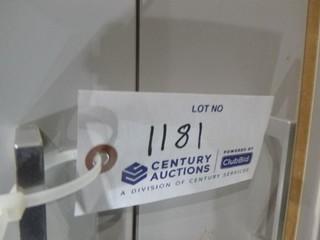 LOT NO
1181
CENTURY AUCTIONS
POWERED BY
ClubBid
A DIVISION OF CENTURY SERVICES